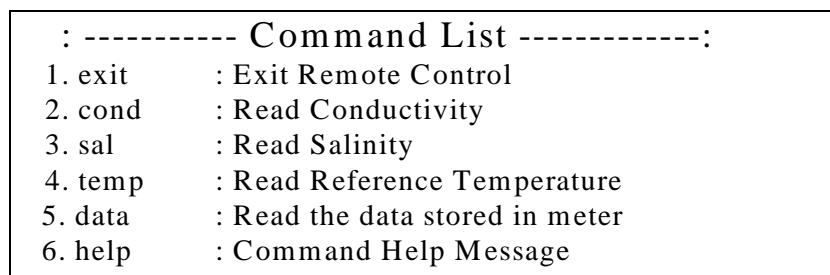 : ----------- Command List -------------:
1. exit : Exit Remote Control
2. cond : Read Conductivity
3. sal : Read Salinity
4. temp : Read Reference Temperature
5. data : Read the data stored in meter
6. help : Command Help Message